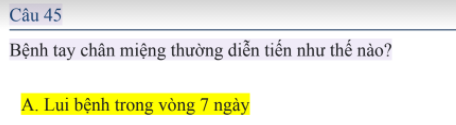 Câu 45
Bệnh tay chân miệng thường diễn tiến như thế nào?
A. Lui bệnh trong vòng 7 ngày